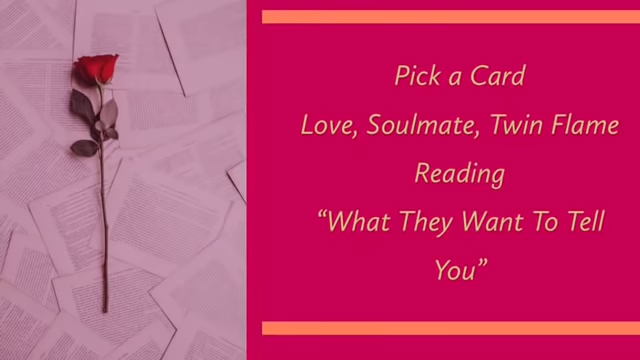 Pick a Card
Love, Soulmate, Twin Flame
Reading
“What They Want To Tell
You”